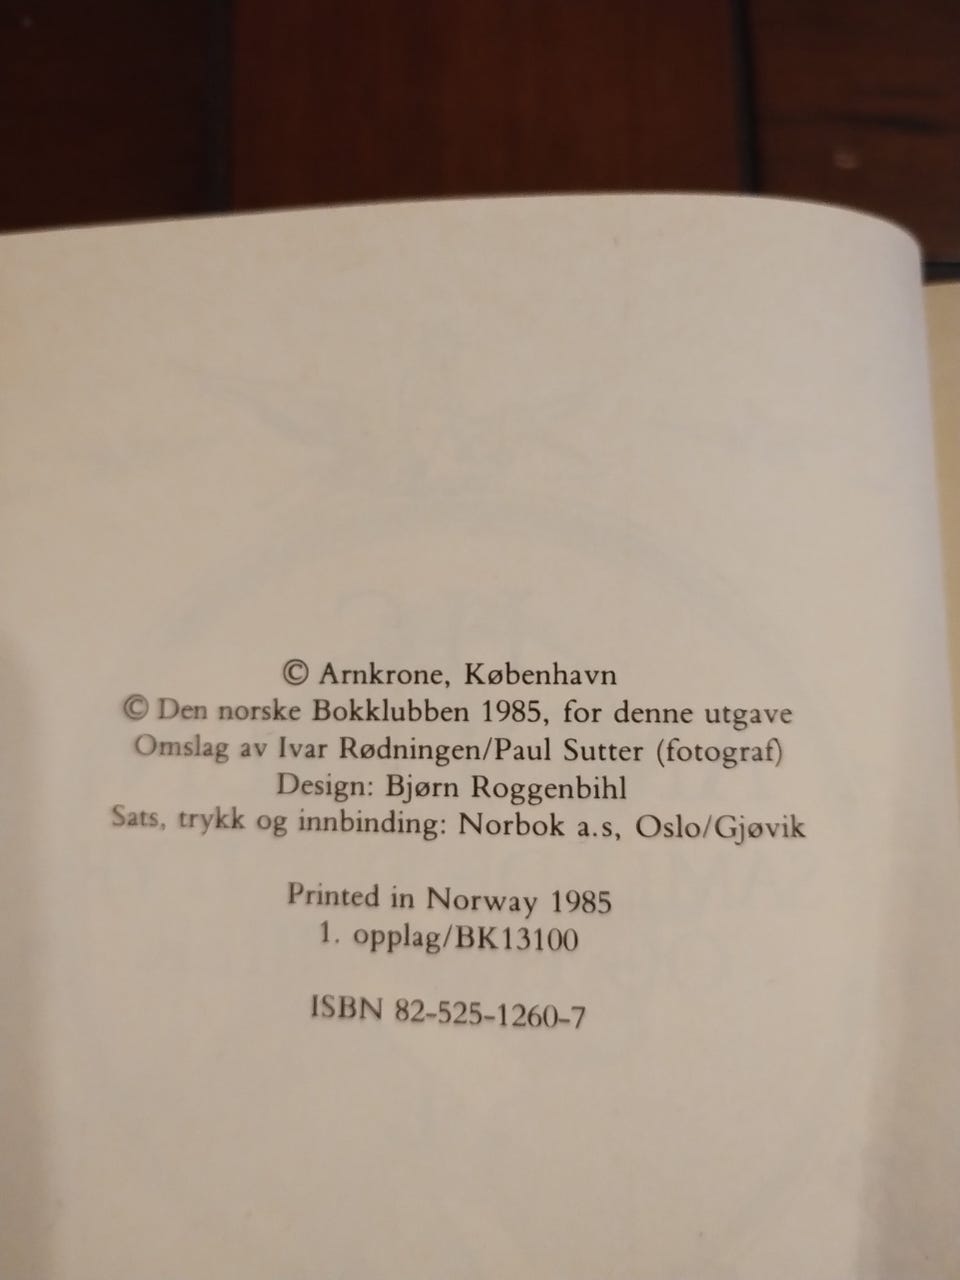 © Arnkrone, København
© Den norske Bokklubben 1985, for denne utgave
Omslag av Ivar Rødningen/Paul Sutter (fotograf)
Design: Bjørn Roggenbihl
Sats, trykk og innbinding: Norbok a.s, Oslo/Gjøvik
Printed in Norway 1985
1. opplag/BK13100
ISBN 82-525-1260-7